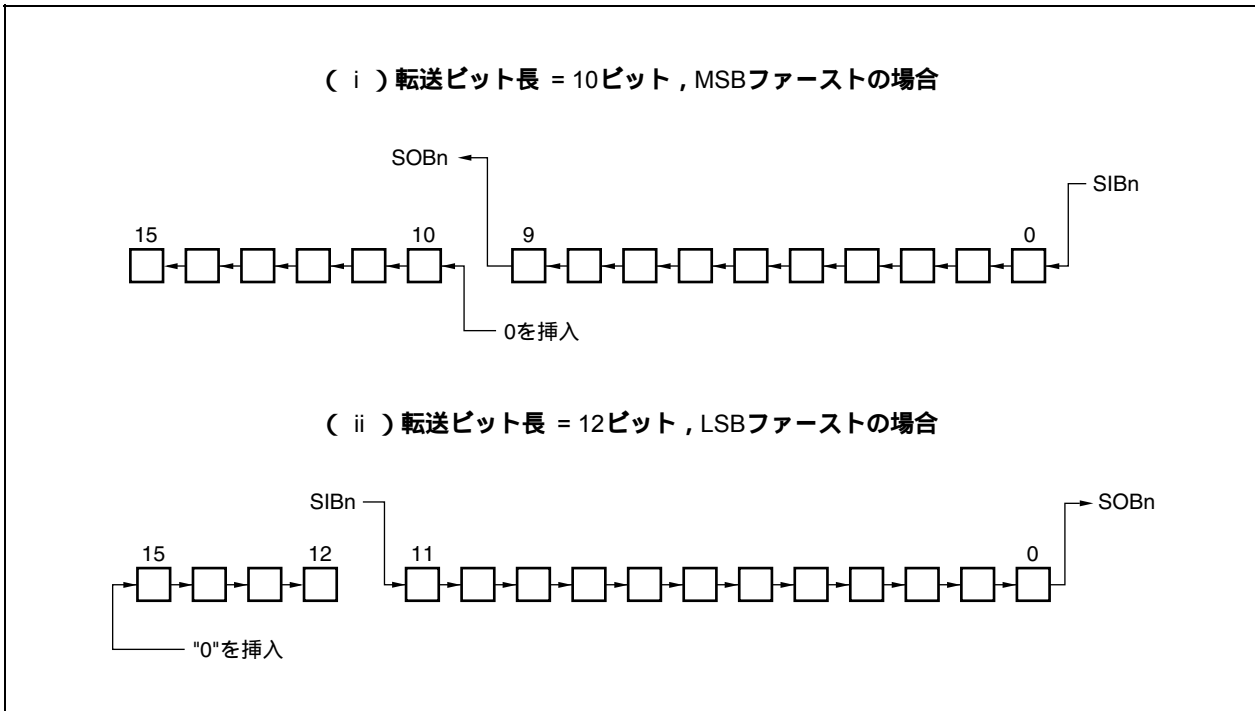 ( i ) 転送ビット長 = 10ビット , MSBファーストの場合
SOBn
SIBn
15 10 9 0
0を挿入
( ii ) 転送ビット長 = 12ビット , LSBファーストの場合
SIBn
SOBn
15 12 11 0
"0"を挿入